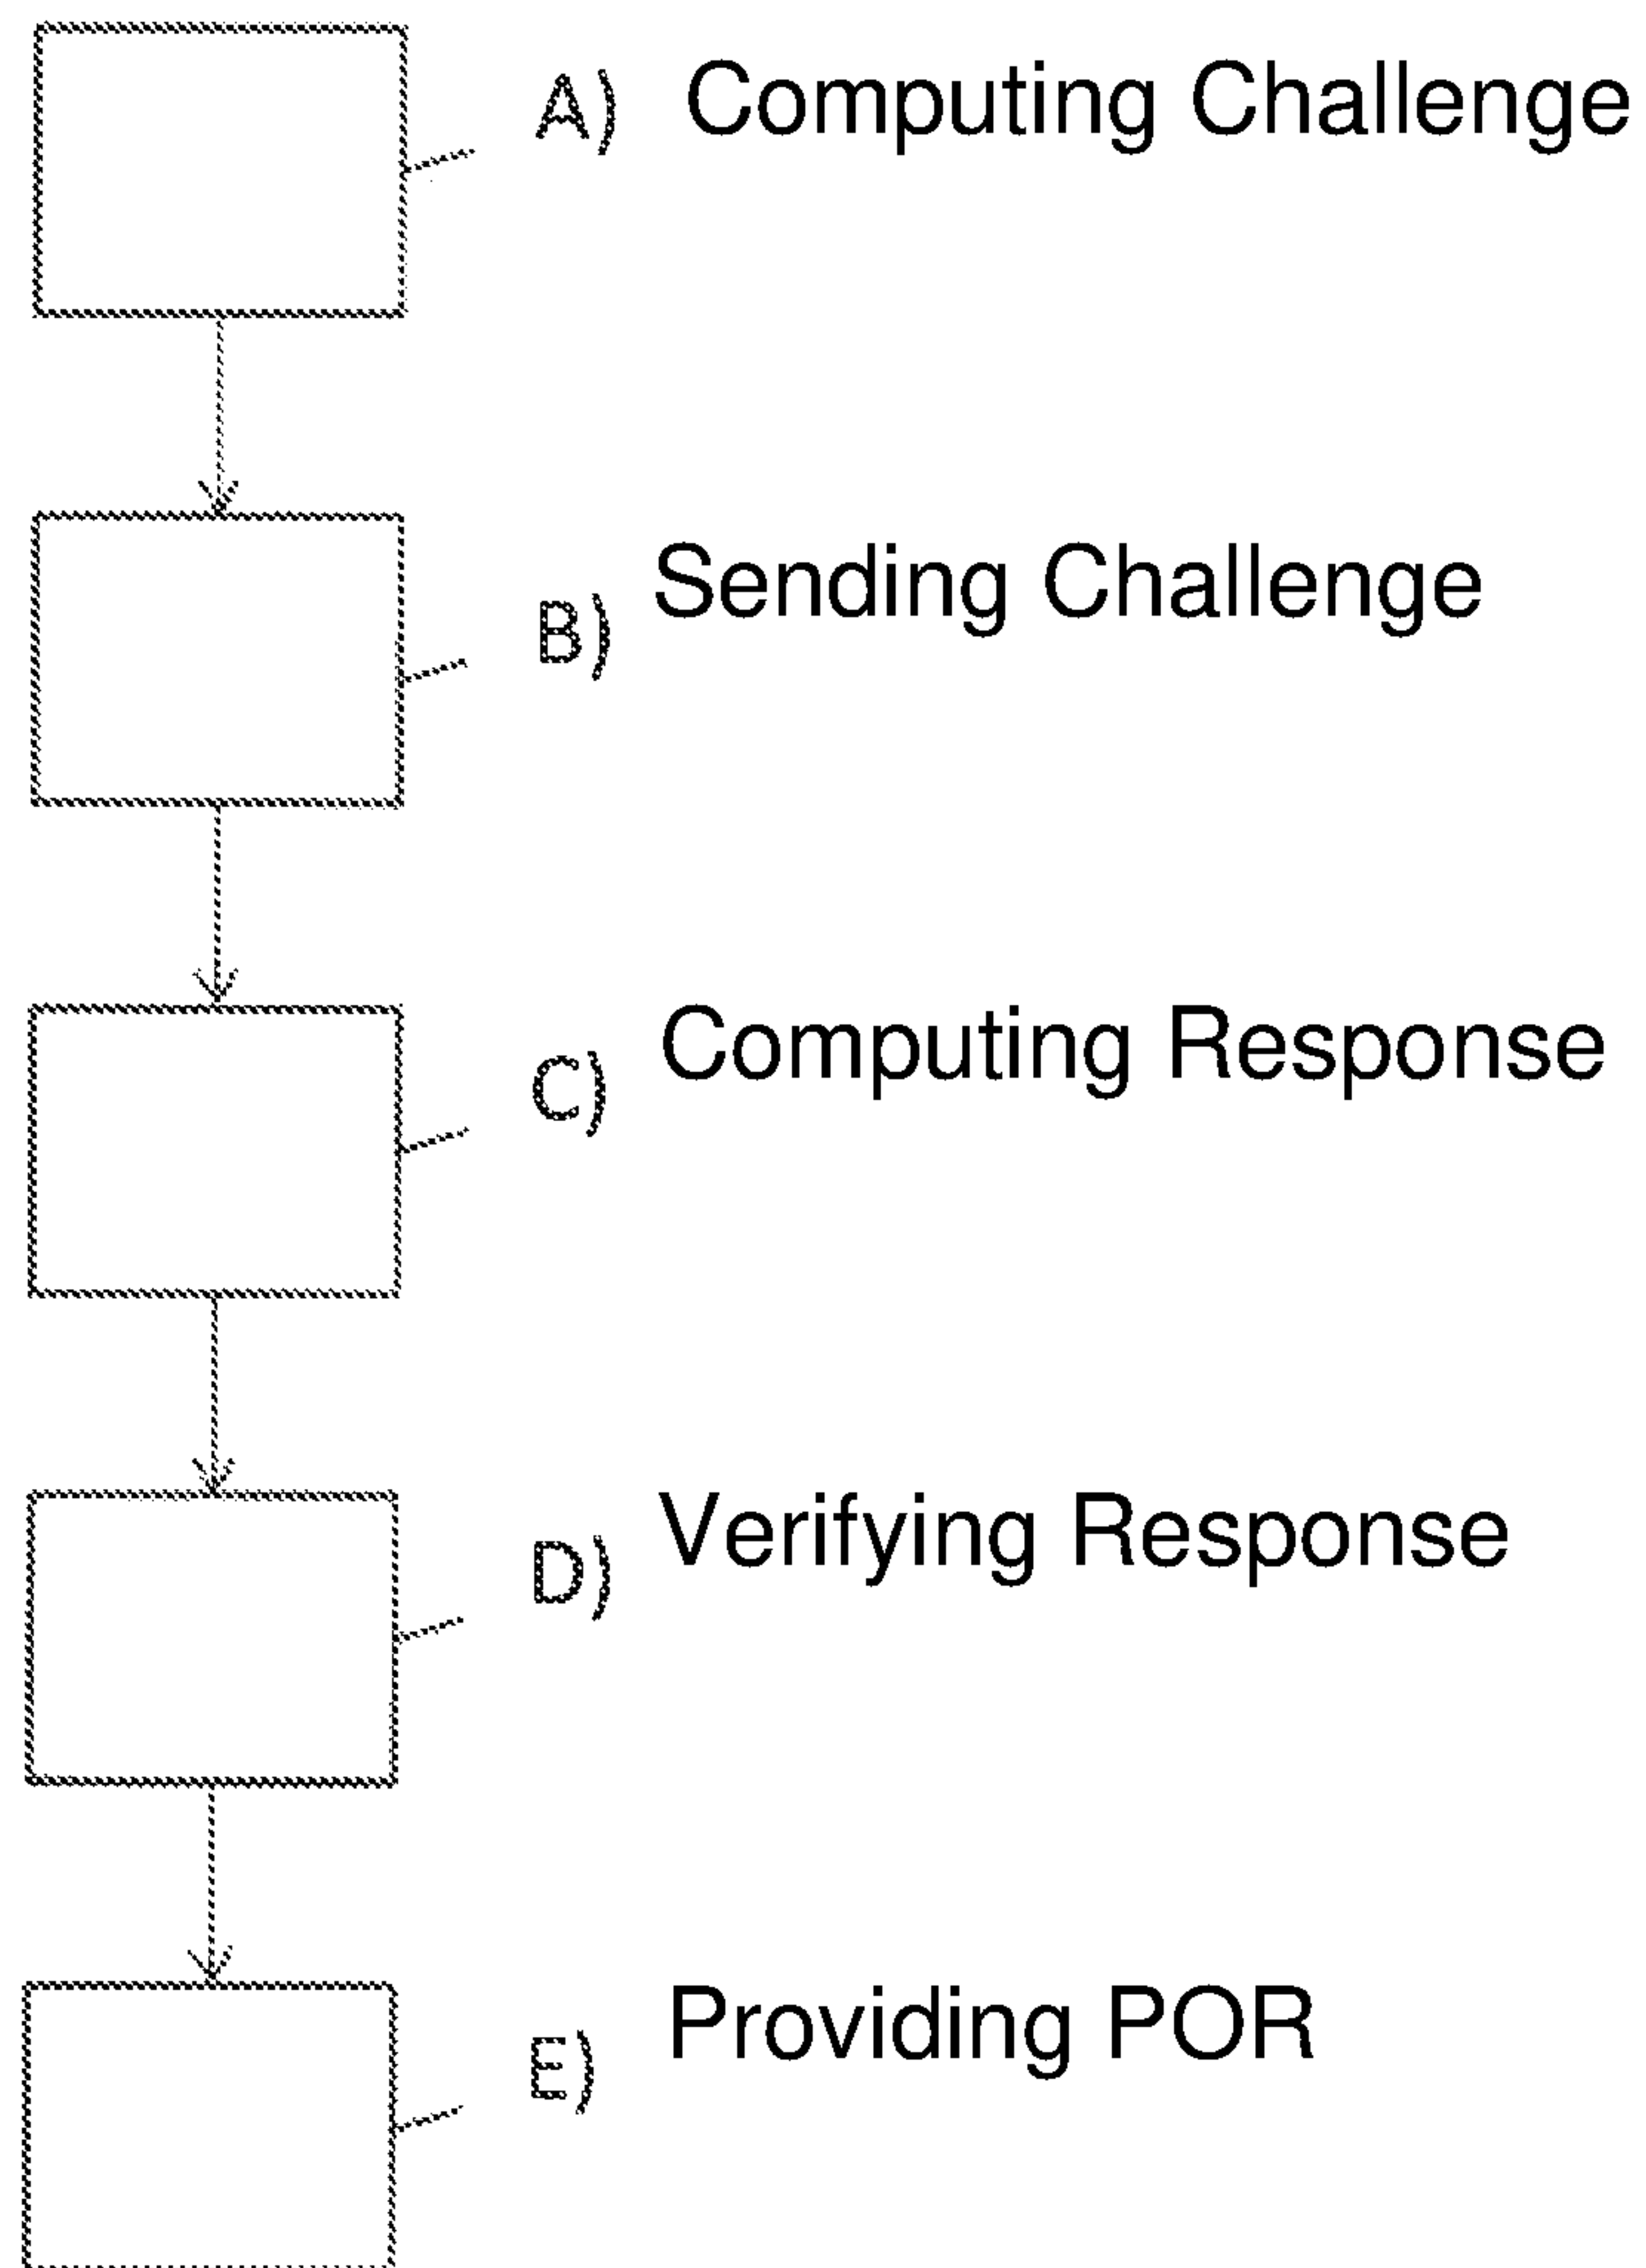 A) Computing Challenge
B) Sending Challenge
C) Computing Response
D) Verifying Response
E) Providing POR